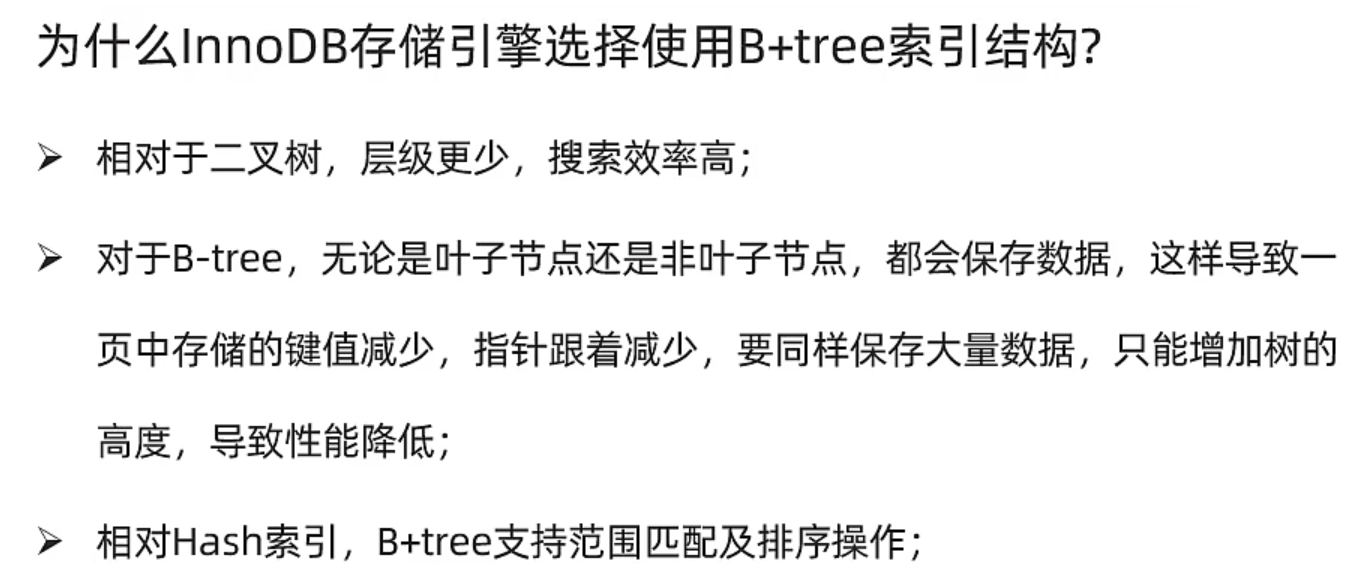 为什么InnoDB存储引擎选择使用B+tree索引结构?
➢ 相对于二叉树，层级更少，搜索效率高；
➢ 对于B-tree，无论是叶子节点还是非叶子节点，都会保存数据，这样导致一
页中存储的键值减少，指针跟着减少，要同样保存大量数据，只能增加树的
高度，导致性能降低；
➢ 相对Hash索引，B+tree支持范围匹配及排序操作；